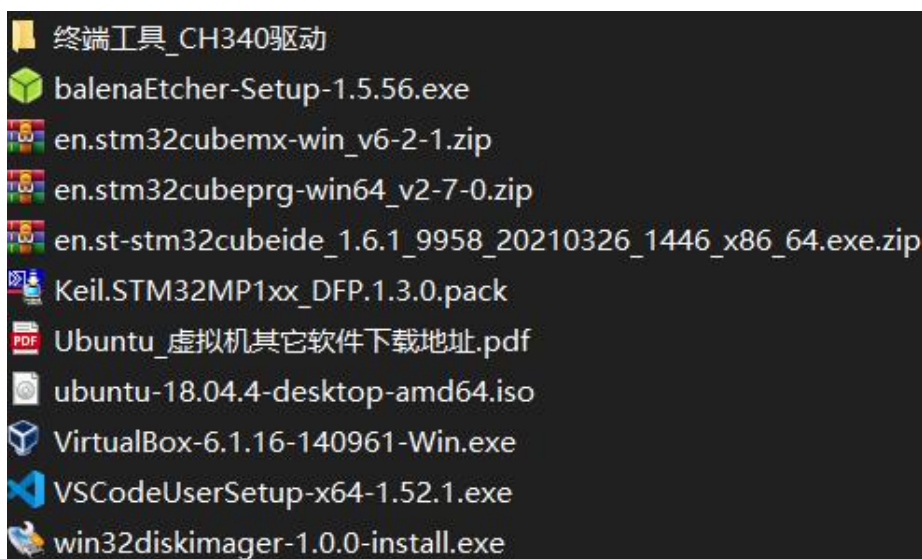 终端工具_CH340驱动
balenaEtcher-Setup-1.5.56.exe
en.stm32cubemx-win_v6-2-1.zip
en.stm32cubeprg-win64_v2-7-0.zip
en.st-stm32cubeide_1.6.1_9958_20210326_1446_x86_64.exe.zip
Keil.STM32MP1xx_DFP.1.3.0.pack
PDF Ubuntu_虚拟机其它软件下载地址.pdf
ubuntu-18.04.4-desktop-amd64.iso
VirtualBox-6.1.16-140961-Win.exe
VSCodeUserSetup-x64-1.52.1.exe
win32diskimager-1.0.0-install.exe